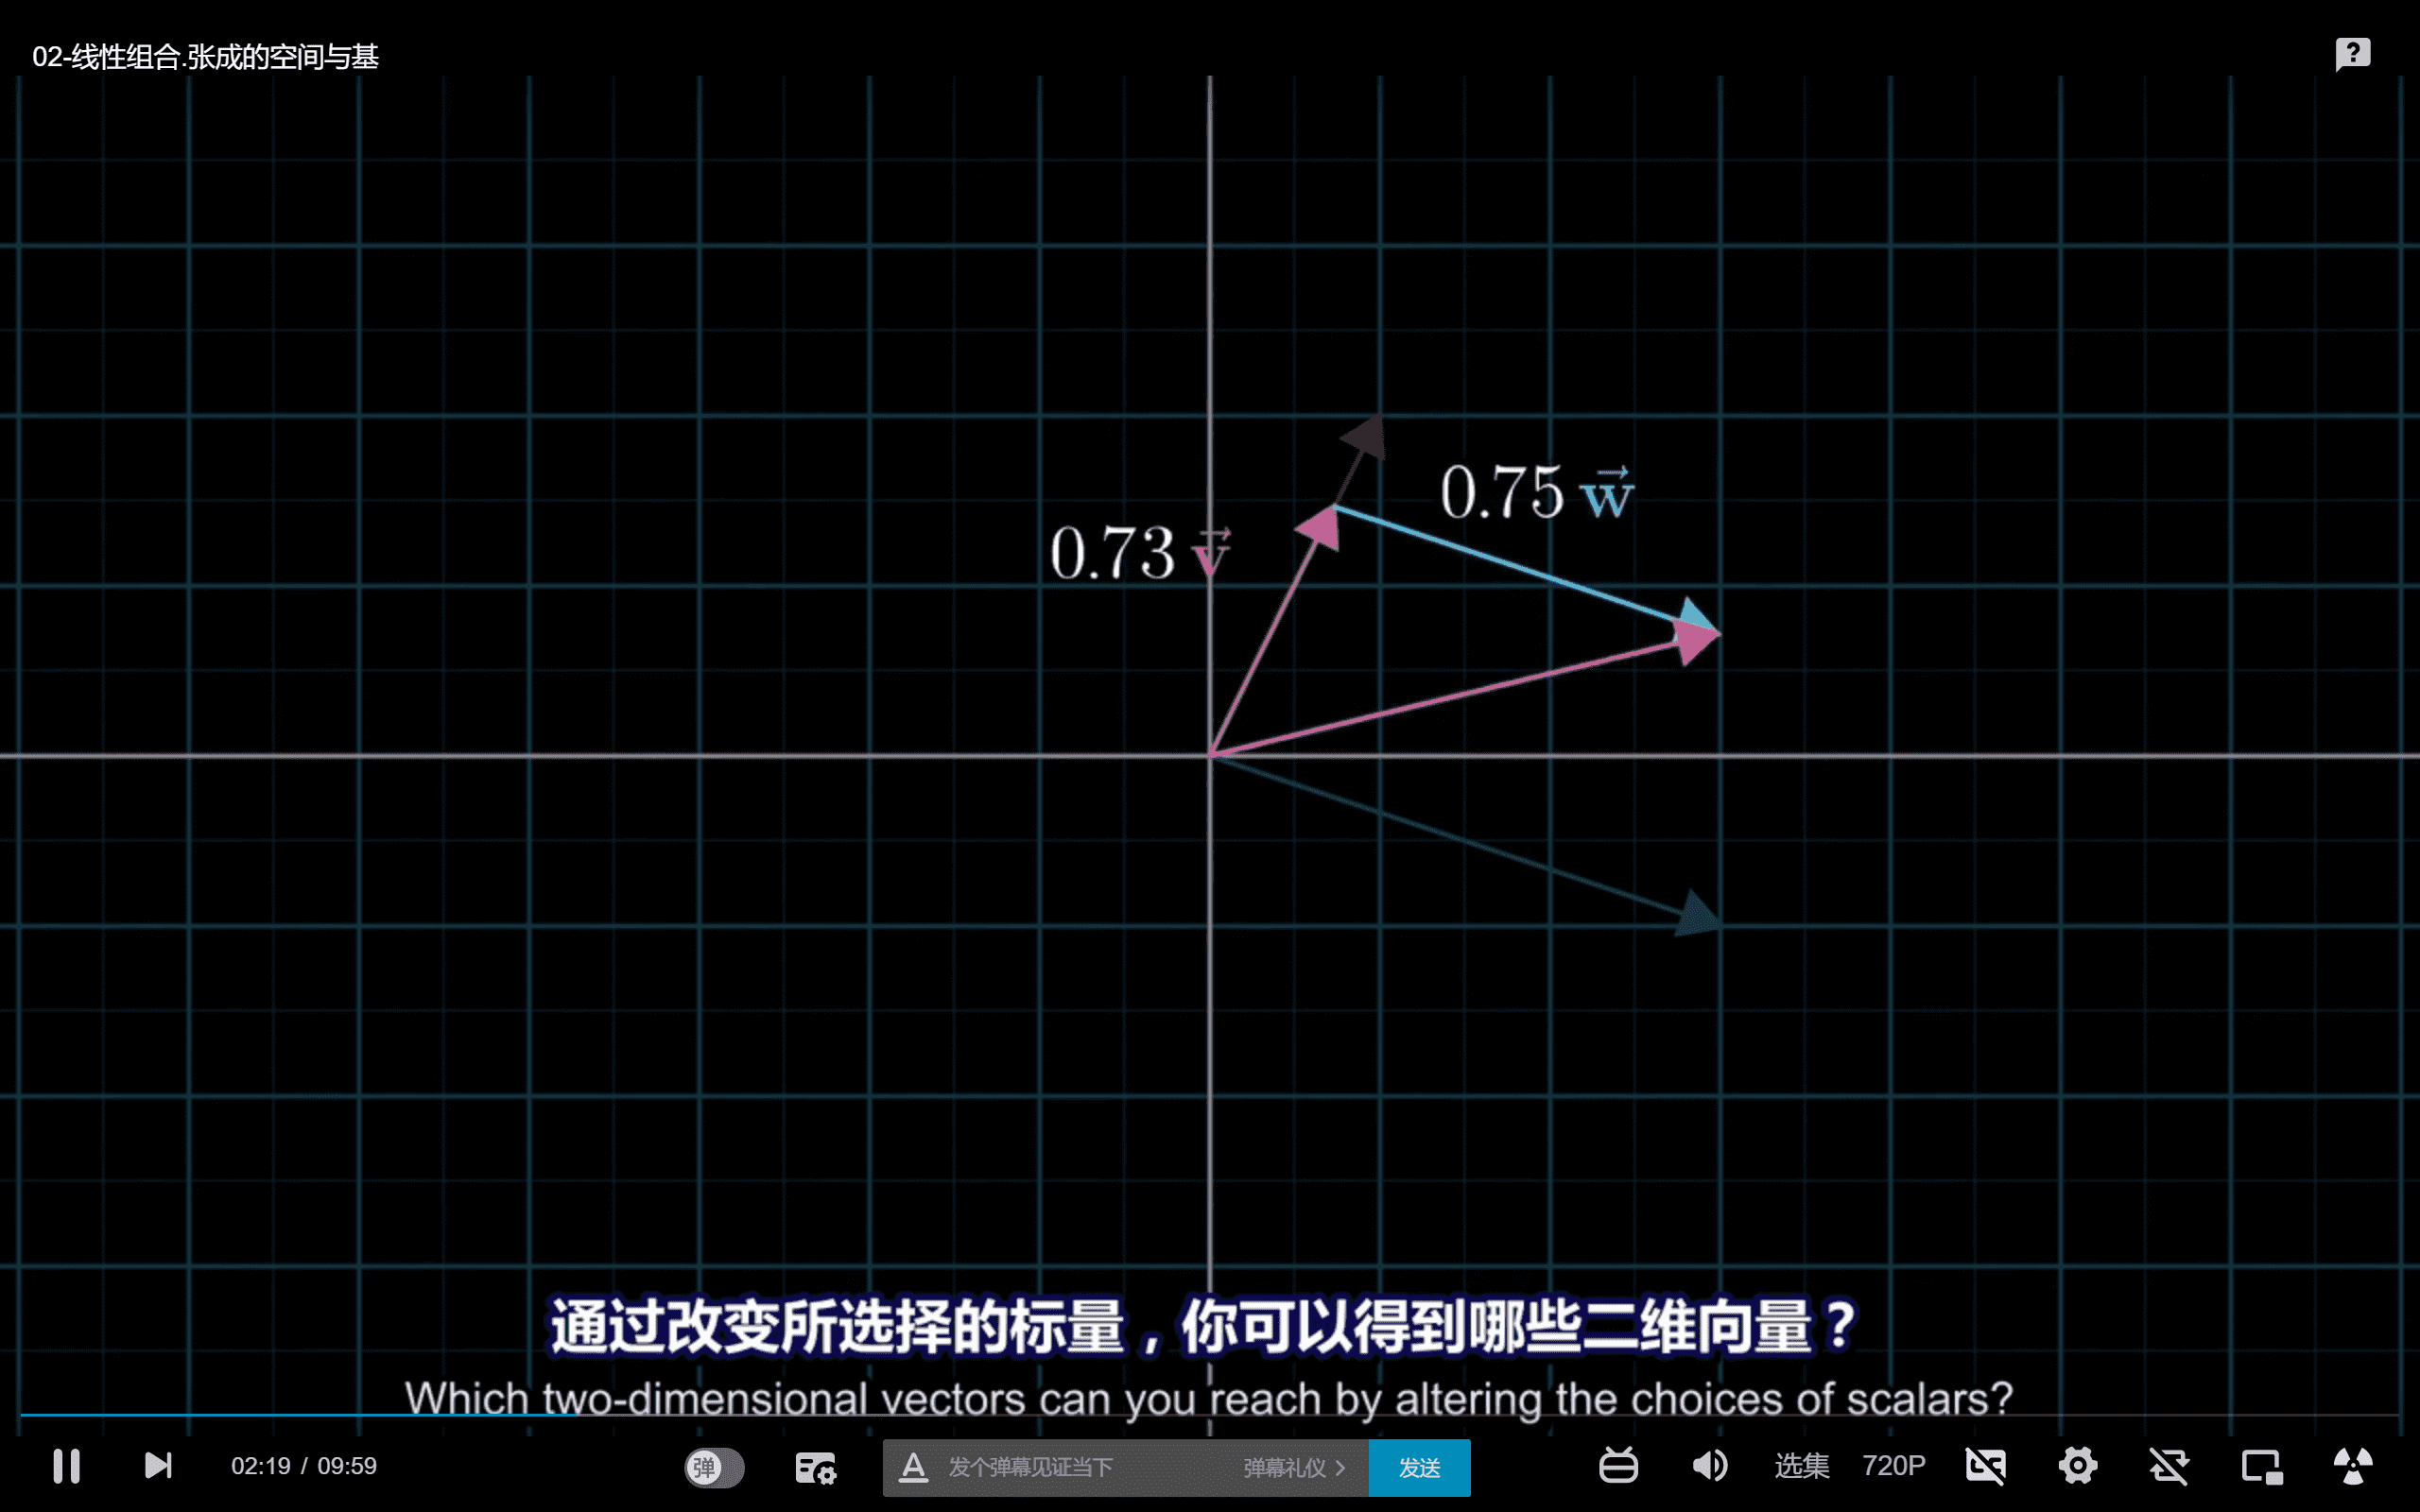 02-线性组合.张成的空间与基
0.75 w⃗
0.73 v⃗
通过改变所选择的标量，你可以得到哪些二维向量？
Which two-dimensional vectors can you reach by altering the choices of scalars?
02:19 / 09:59 弹 发个弹幕见证当下 弹幕礼仪 发送 选集 720P